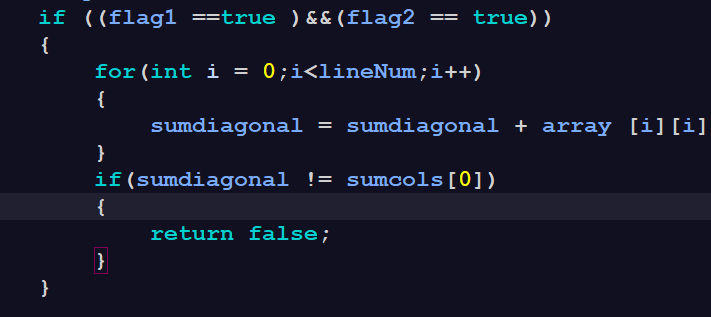 if ((flag1 ==true )&&(flag2 == true))
{
for(int i = 0;i<lineNum;i++)
{
sumdiagonal = sumdiagonal + array [i][i]
}
if(sumdiagonal != sumcols[0])
{
return false;
}
}